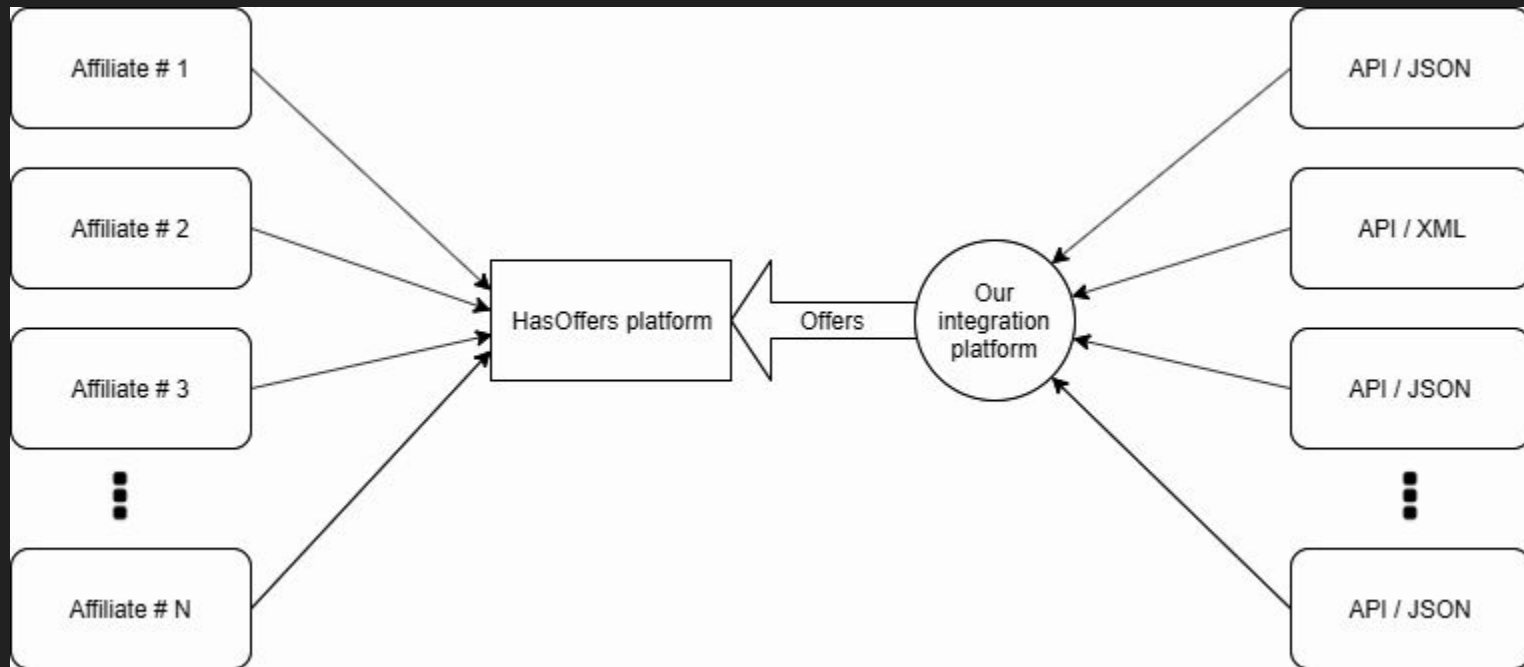 Affiliate # 1
Affiliate # 2
Affiliate # 3
Affiliate # N
HasOffers platform
Offers
Our
integration
platform
API / JSON
API / XML
API / JSON
API / JSON